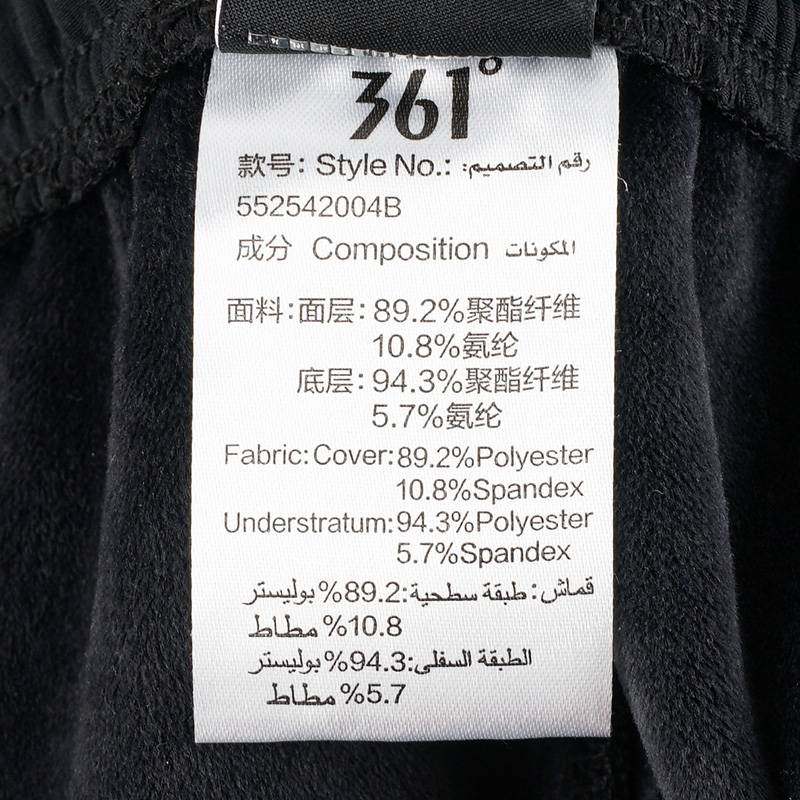 361°
款号: Style No.: رقم التصميم:
552542004B
成分 Composition المكونات
面料:面层:89.2%聚酯纤维
10.8%氨纶
底层:94.3%聚酯纤维
5.7%氨纶
Fabric:Cover:89.2%Polyester
10.8%Spandex
Understratum:94.3%Polyester
5.7%Spandex
قماش: طبقة سطحية:89.2%بوليستر
10.8%مطاط
الطبقة السفلى:94.3%بوليستر
5.7%مطاط